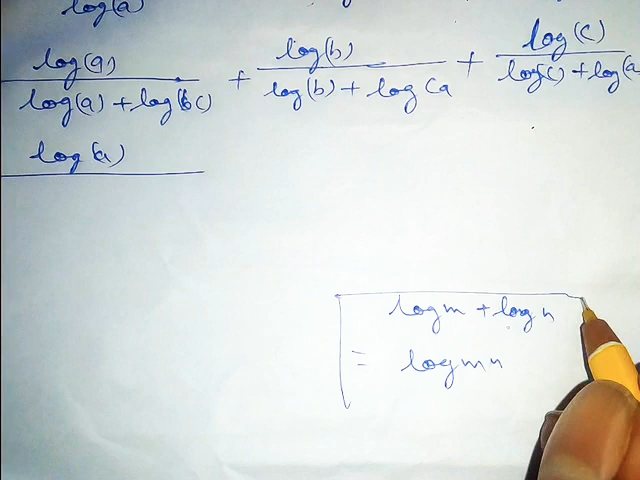 log(a)
log(a) / log(a) + log(bc) + log(b) / log(b) + log ca + log(c) / log(c) + log(a
log(a)
log m + log n
= log mn